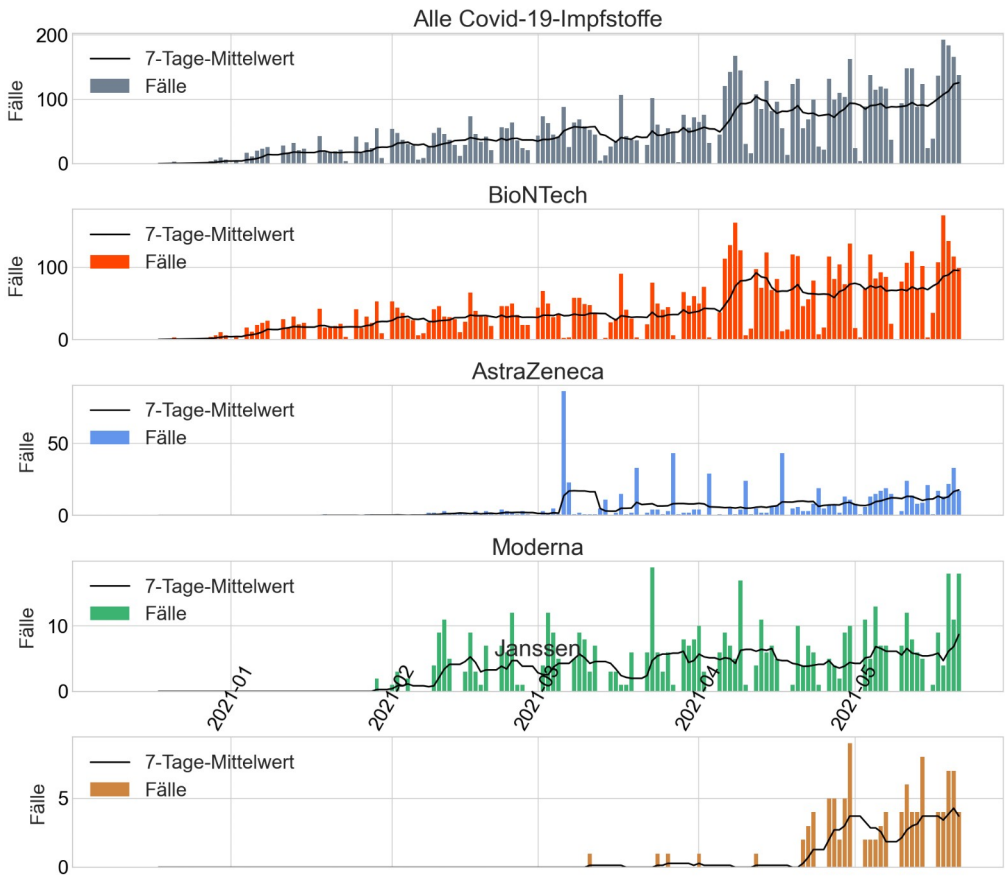 Alle Covid-19-Impfstoffe
200
100
0
Fälle
7-Tage-Mittelwert
Fälle
BioNTech
100
0
Fälle
7-Tage-Mittelwert
Fälle
AstraZeneca
50
0
Fälle
7-Tage-Mittelwert
Fälle
Moderna
10
0
Fälle
7-Tage-Mittelwert
Fälle
Janssen
2021-01
2021-02
2021-03
2021-04
2021-05
5
0
Fälle
7-Tage-Mittelwert
Fälle